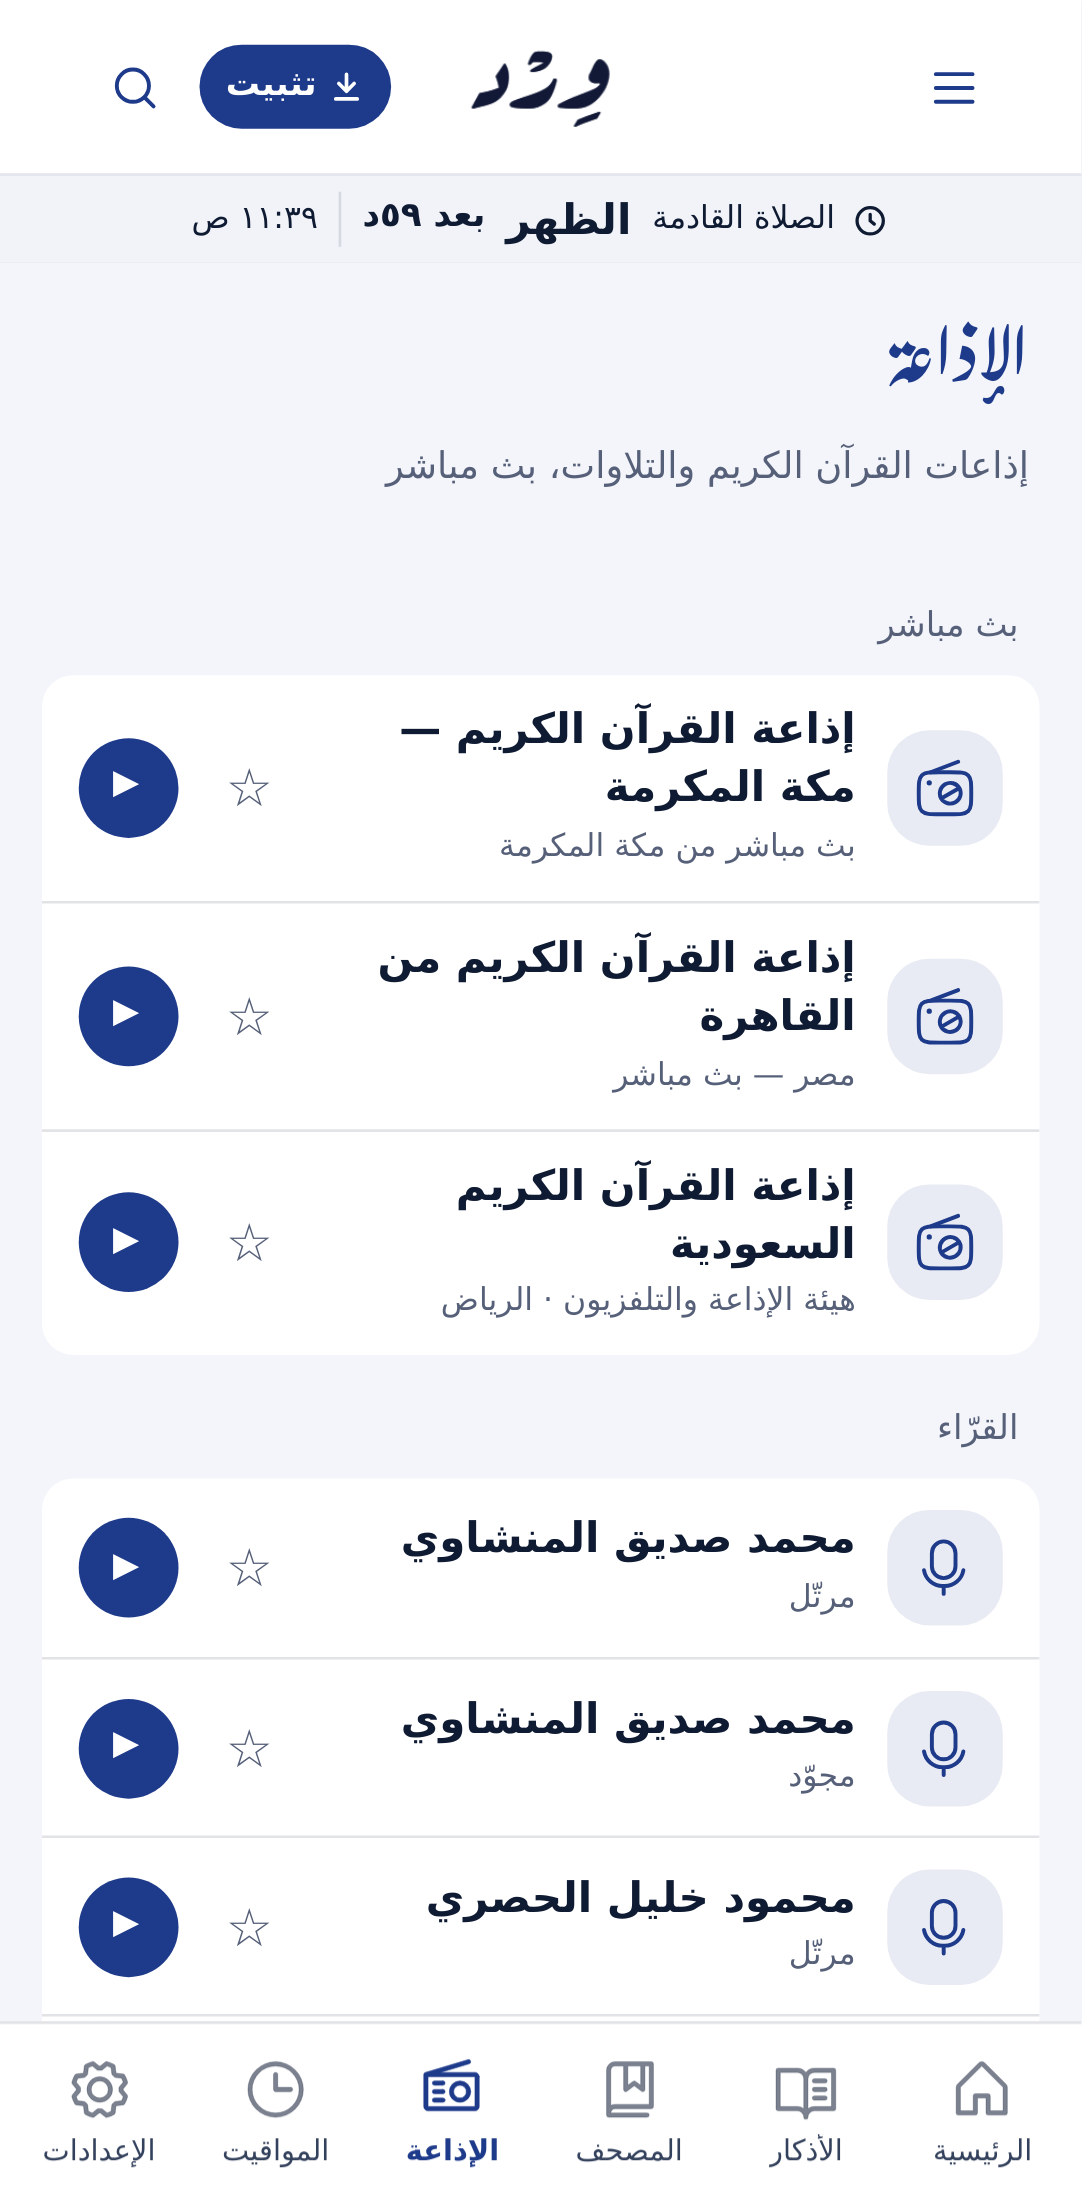 وِرْد
تثبيت
الصلاة القادمة الظهر بعد ٥٩د ١١:٣٩ ص
الإذاعة
إذاعات القرآن الكريم والتلاوات، بث مباشر
بث مباشر
إذاعة القرآن الكريم —
مكة المكرمة
بث مباشر من مكة المكرمة
إذاعة القرآن الكريم من
القاهرة
مصر — بث مباشر
إذاعة القرآن الكريم
السعودية
هيئة الإذاعة والتلفزيون · الرياض
القرّاء
محمد صديق المنشاوي
مرتّل
محمد صديق المنشاوي
مجوّد
محمود خليل الحصري
مرتّل
الرئيسية الأذكار المصحف الإذاعة المواقيت الإعدادات